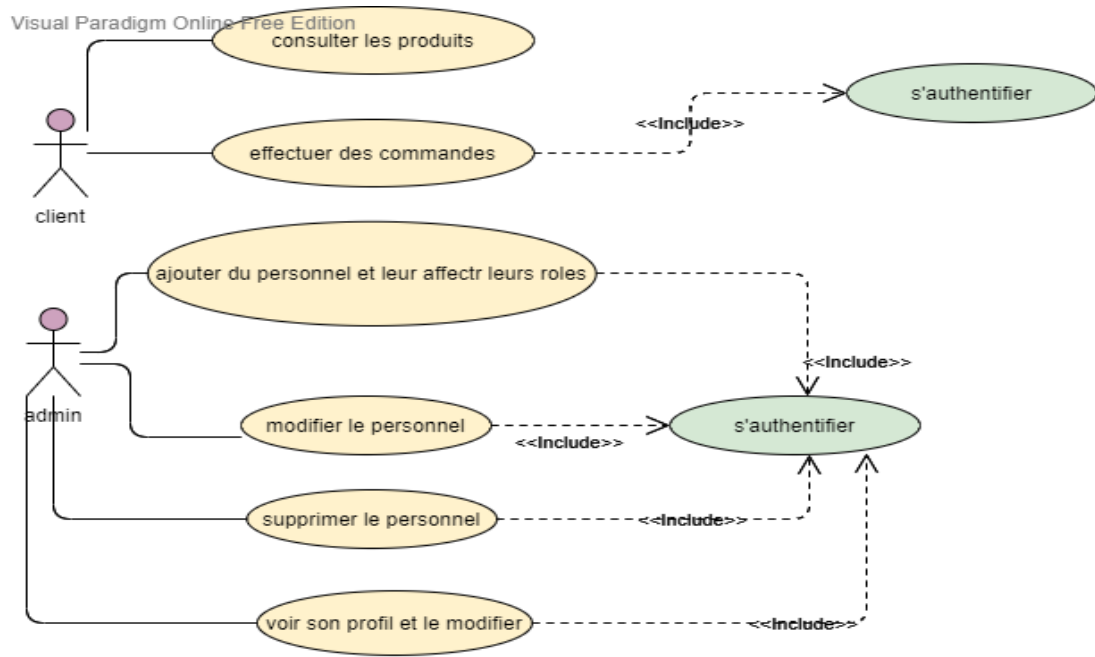 Visual Paradigm Online Free Edition
consulter les produits
s'authentifier
<<Include>>
effectuer des commandes
client
ajouter du personnel et leur affectr leurs roles
<<Include>>
admin
modifier le personnel
s'authentifier
<<Include>>
supprimer le personnel
<<Include>>
voir son profil et le modifier
<<Include>>